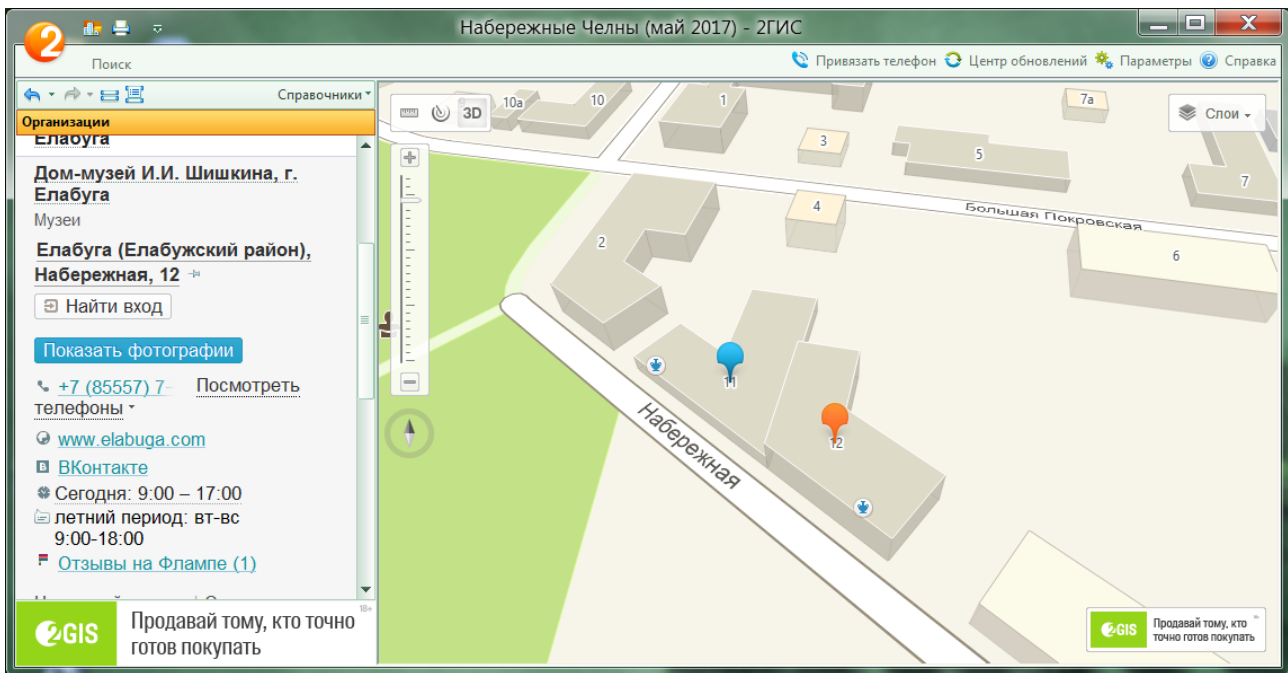 Набережные Челны (май 2017) - 2ГИС
Поиск
Привязать телефон Центр обновлений Параметры Справка
Справочники
Организации
Елабуга
Дом-музей И.И. Шишкина, г.
Елабуга
Музеи
Елабуга (Елабужский район),
Набережная, 12
Найти вход
Показать фотографии
+7 (85557) 7- Посмотреть
телефоны
www.elabuga.com
ВКонтакте
Сегодня: 9:00 – 17:00
летний период: вт-вс
9:00-18:00
Отзывы на Флампе (1)
18+
2GIS
Продавай тому, кто точно
готов покупать
3D
Слои
10а
10
1
7а
3
5
7
4
Большая Покровская
2
6
11
12
Набережная
2GIS
Продавай тому, кто
точно готов покупать